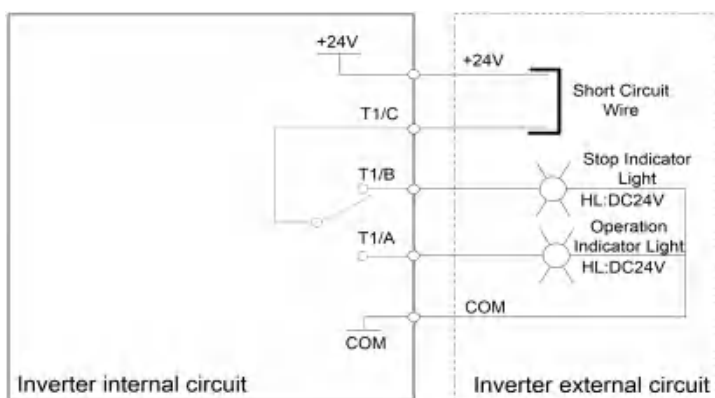 +24V
+24V
Short Circuit
Wire
T1/C
Stop Indicator
Light
T1/B
HL:DC24V
Operation
Indicator Light
T1/A
HL:DC24V
COM
COM
Inverter internal circuit
Inverter external circuit